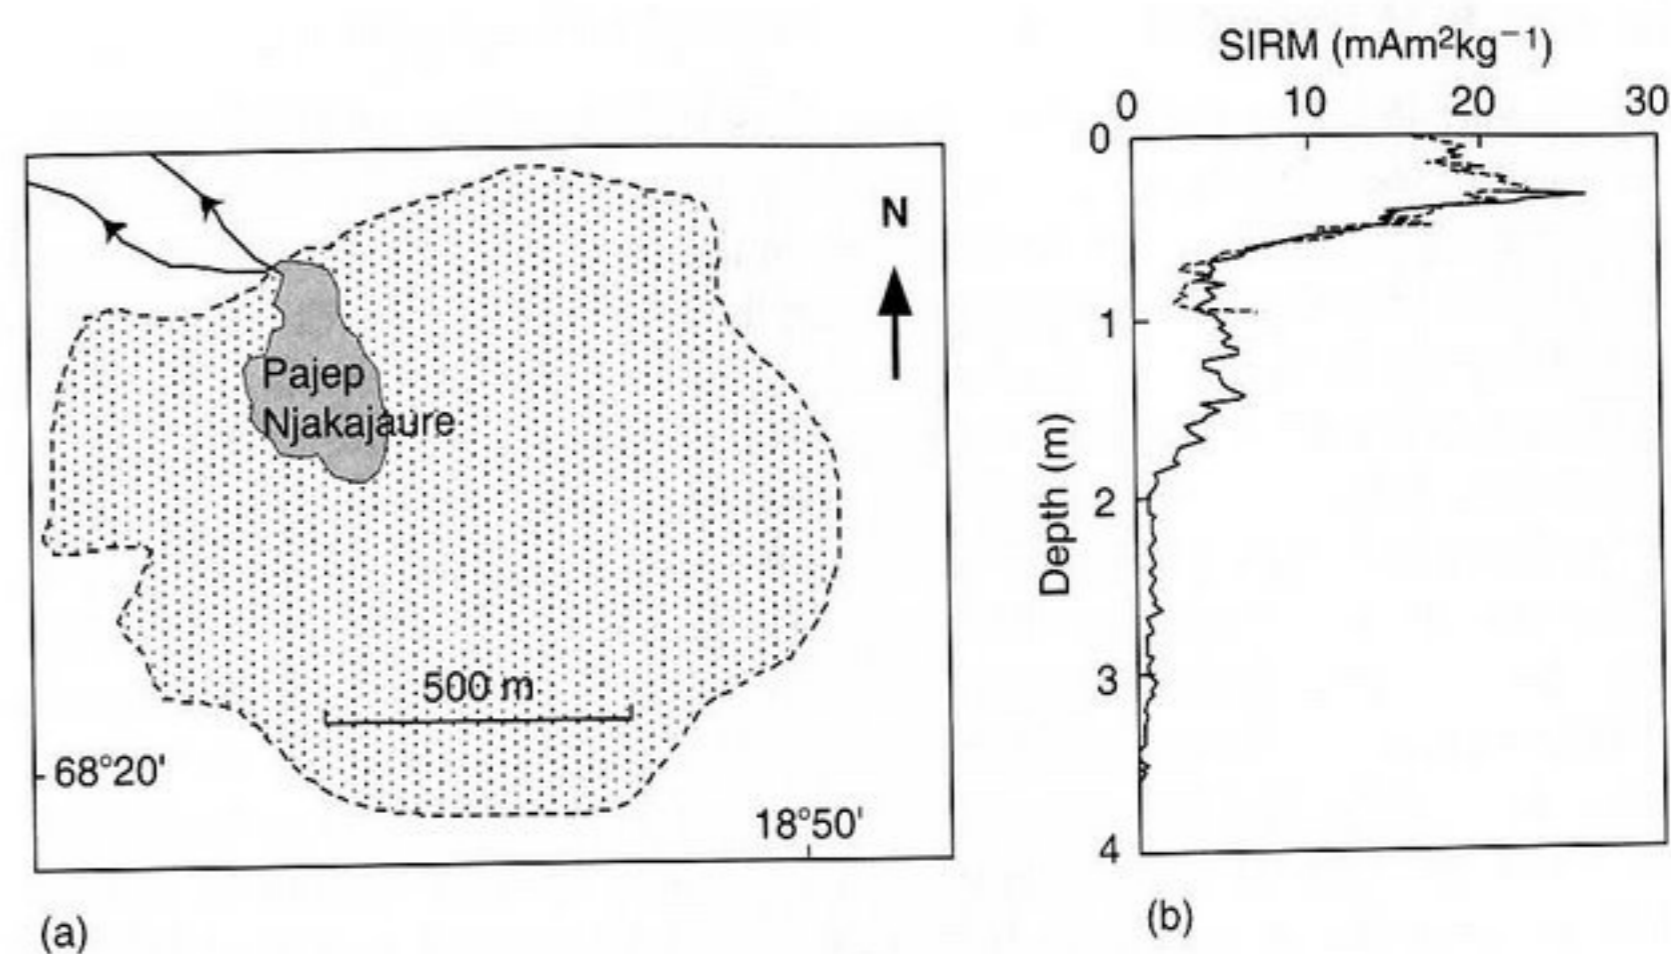 N
Pajep
Njakajaure
500 m
68°20'
18°50'
(a)
SIRM (mAm²kg⁻¹)
0 10 20 30
0
1
2
3
4
Depth (m)
(b)